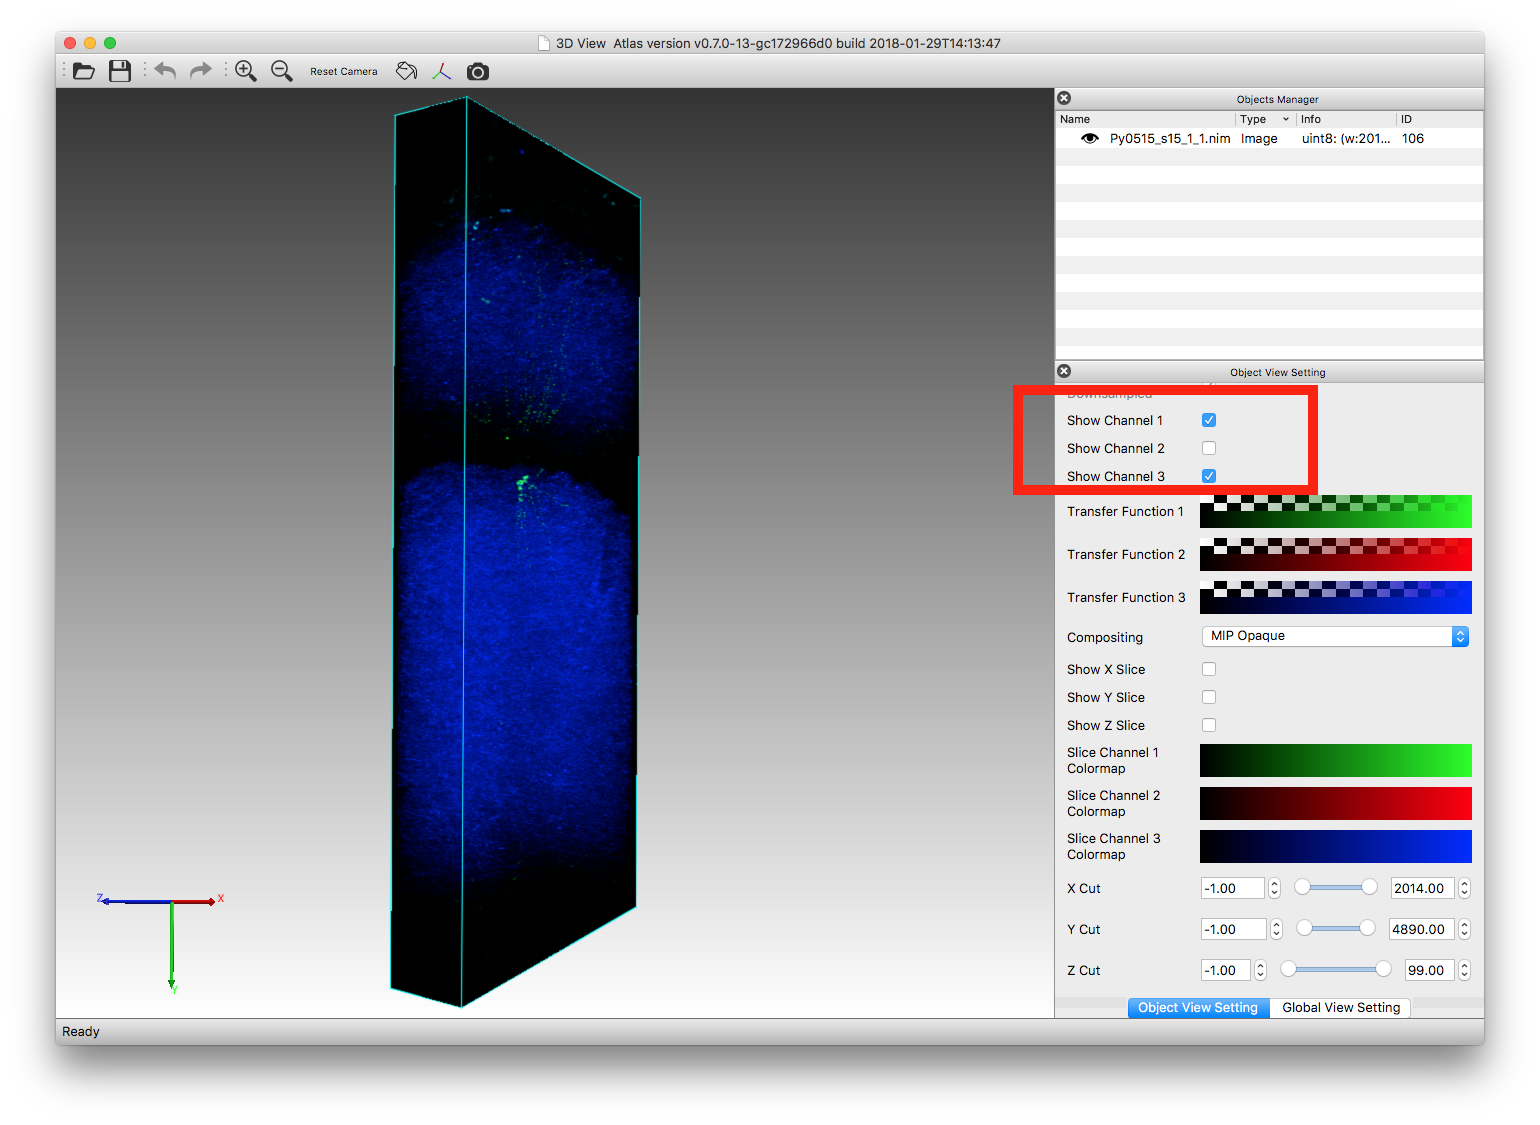 3D View  Atlas version v0.7.0-13-gc172966d0 build 2018-01-29T14:13:47
Reset Camera
Objects Manager
Name Type Info ID
Py0515_s15_1_1.nim Image uint8: (w:201... 106
Object View Setting
Downsampled
Show Channel 1
Show Channel 2
Show Channel 3
Transfer Function 1
Transfer Function 2
Transfer Function 3
Compositing MIP Opaque
Show X Slice
Show Y Slice
Show Z Slice
Slice Channel 1
Colormap
Slice Channel 2
Colormap
Slice Channel 3
Colormap
X Cut -1.00 2014.00
Y Cut -1.00 4890.00
Z Cut -1.00 99.00
Object View Setting Global View Setting
Z X
Y
Ready